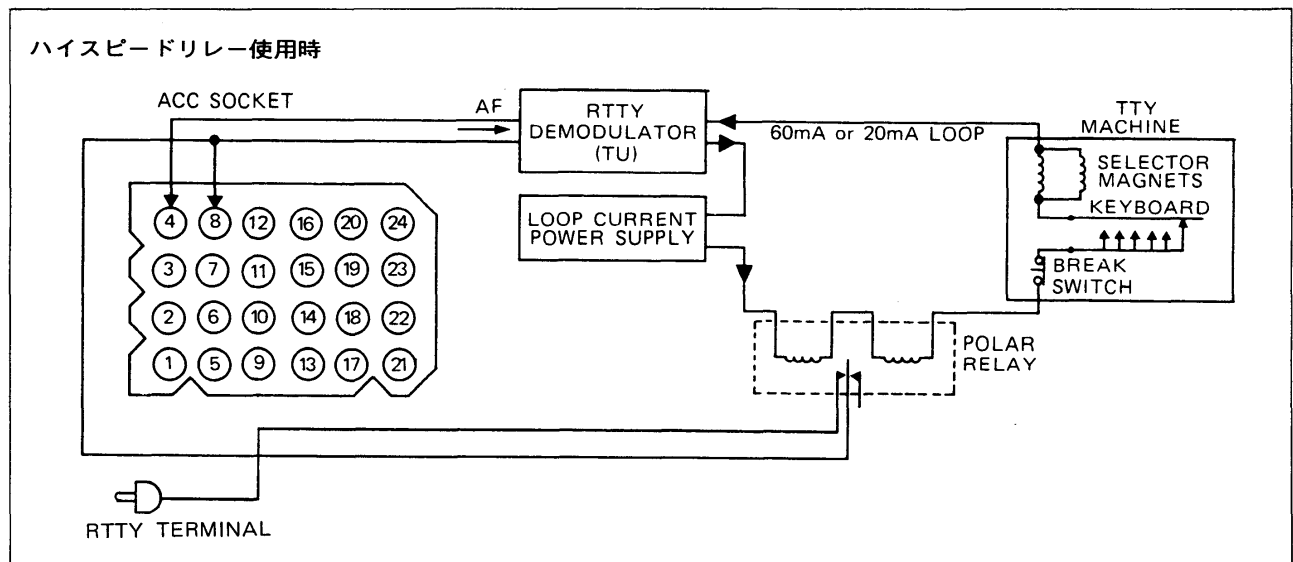 ハイスピードリレー使用時
ACC SOCKET
AF
RTTY
DEMODULATOR
(TU)
60mA or 20mA LOOP
TTY
MACHINE
SELECTOR
MAGNETS
KEYBOARD
BREAK
SWITCH
LOOP CURRENT
POWER SUPPLY
POLAR
RELAY
4 8 12 16 20 24
3 7 11 15 19 23
2 6 10 14 18 22
1 5 9 13 17 21
RTTY TERMINAL